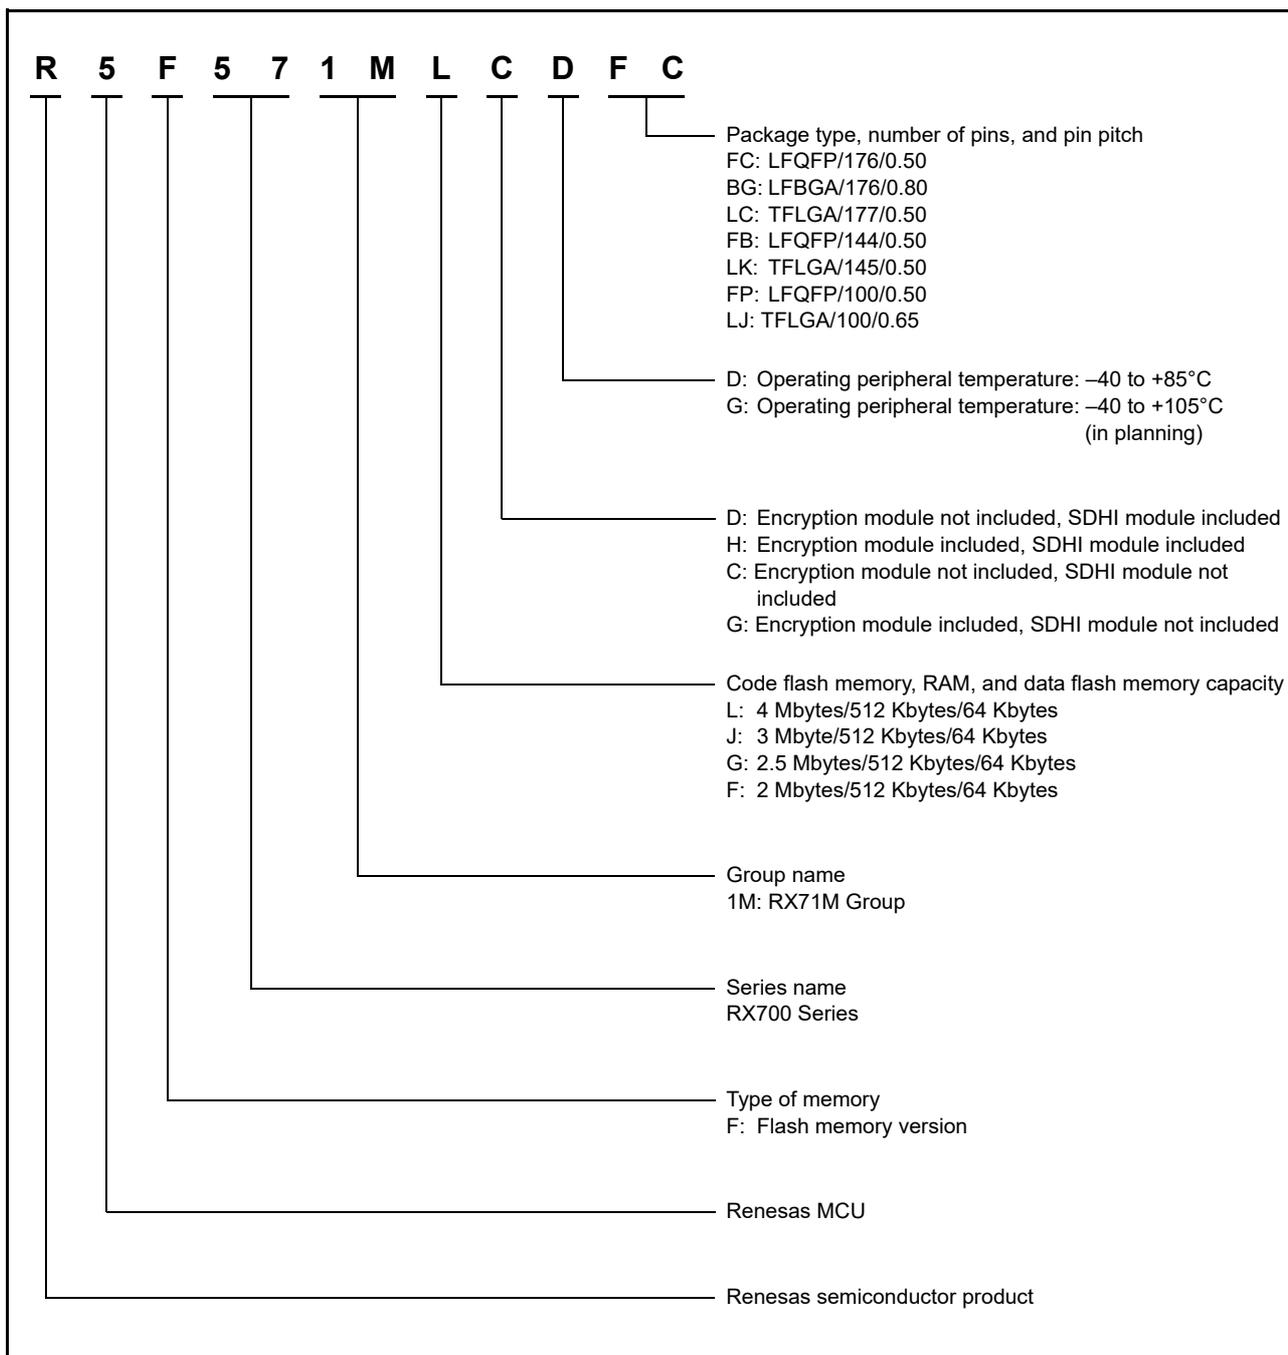 R 5 F 5 7 1 M L C D F C
Package type, number of pins, and pin pitch
FC: LFQFP/176/0.50
BG: LFBGA/176/0.80
LC: TFLGA/177/0.50
FB: LFQFP/144/0.50
LK: TFLGA/145/0.50
FP: LFQFP/100/0.50
LJ: TFLGA/100/0.65
D: Operating peripheral temperature: –40 to +85°C
G: Operating peripheral temperature: –40 to +105°C
(in planning)
D: Encryption module not included, SDHI module included
H: Encryption module included, SDHI module included
C: Encryption module not included, SDHI module not
included
G: Encryption module included, SDHI module not included
Code flash memory, RAM, and data flash memory capacity
L: 4 Mbytes/512 Kbytes/64 Kbytes
J: 3 Mbyte/512 Kbytes/64 Kbytes
G: 2.5 Mbytes/512 Kbytes/64 Kbytes
F: 2 Mbytes/512 Kbytes/64 Kbytes
Group name
1M: RX71M Group
Series name
RX700 Series
Type of memory
F: Flash memory version
Renesas MCU
Renesas semiconductor product